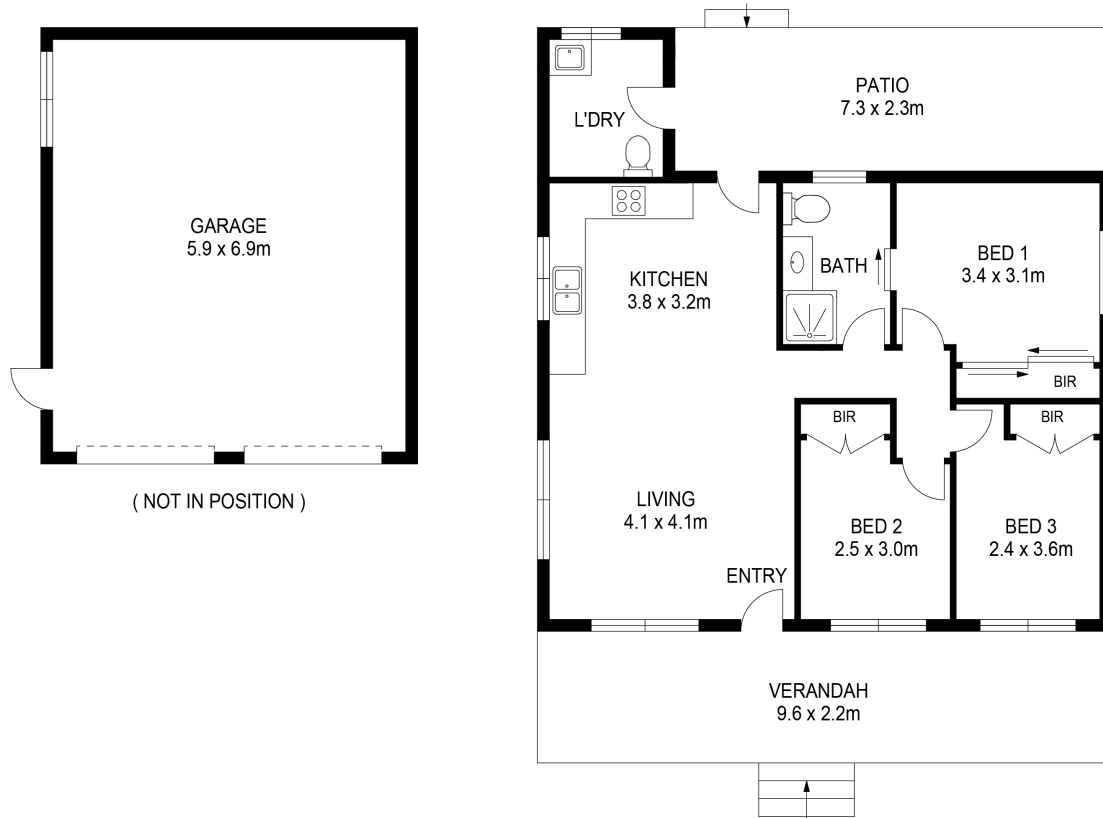 GARAGE
5.9 x 6.9m
( NOT IN POSITION )
L'DRY
PATIO
7.3 x 2.3m
KITCHEN
3.8 x 3.2m
BATH
BED 1
3.4 x 3.1m
BIR
BIR
BIR
LIVING
4.1 x 4.1m
ENTRY
BED 2
2.5 x 3.0m
BED 3
2.4 x 3.6m
VERANDAH
9.6 x 2.2m